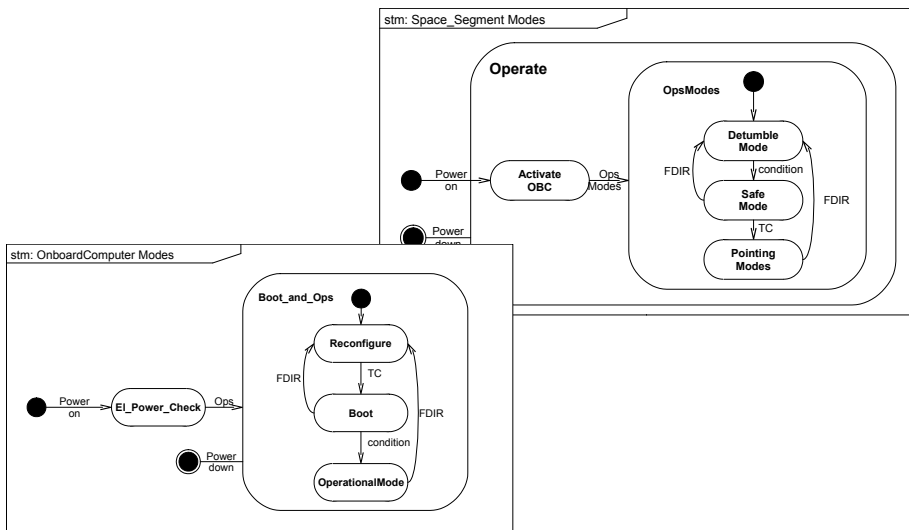 stm: Space_Segment Modes
Operate
OpsModes
Detumble
Mode
condition
FDIR
FDIR
Power
on
Activate
OBC
Ops
Modes
Safe
Mode
TC
Power
down
Pointing
Modes
stm: OnboardComputer Modes
Boot_and_Ops
Reconfigure
TC
FDIR
FDIR
Power
on
El_Power_Check
Ops
Boot
condition
Power
down
OperationalMode